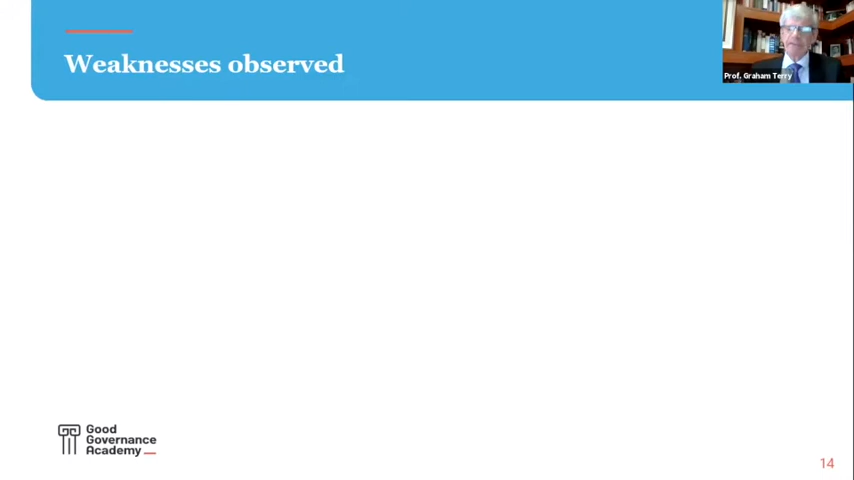 Weaknesses observed
Prof. Graham Terry
Good
Governance
Academy
14